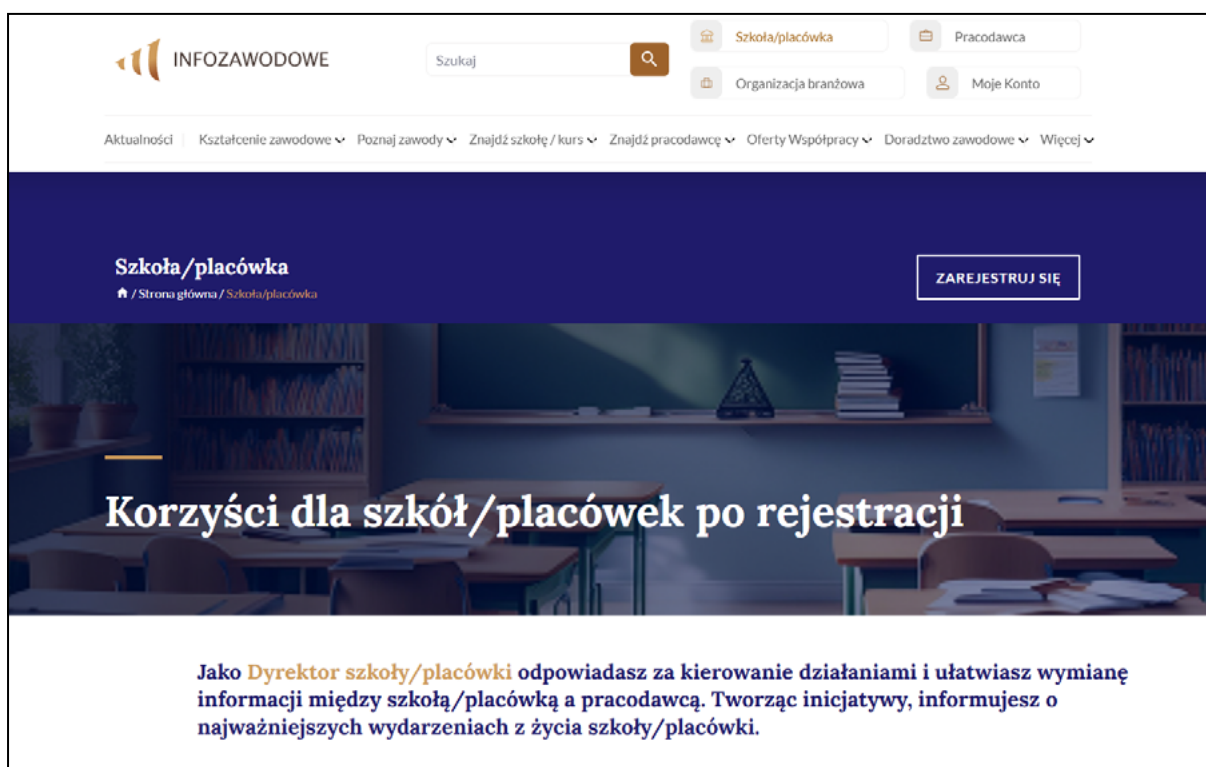 INFOZAWODOWE
Szukaj
Szkoła/placówka
Pracodawca
Organizacja branżowa
Moje Konto
Aktualności
Kształcenie zawodowe
Poznaj zawody
Znajdź szkołę / kurs
Znajdź pracodawcę
Oferty Współpracy
Doradztwo zawodowe
Więcej
Szkoła/placówka
ZAREJESTRUJ SIĘ
/ Strona główna / Szkoła/placówka
Korzyści dla szkół/placówek po rejestracji
Jako Dyrektor szkoły/placówki odpowiadasz za kierowanie działaniami i ułatwiasz wymianę
informacji między szkołą/placówką a pracodawcą. Tworząc inicjatywy, informujesz o
najważniejszych wydarzeniach z życia szkoły/placówki.